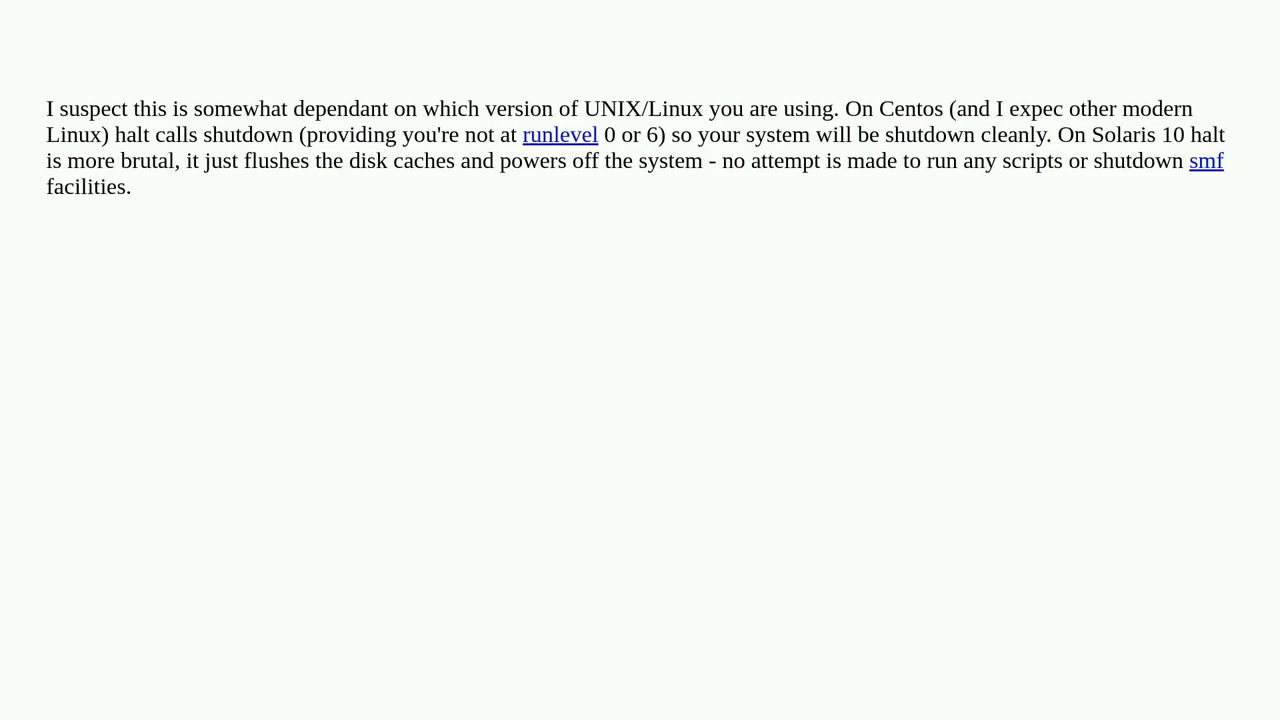 I suspect this is somewhat dependant on which version of UNIX/Linux you are using. On Centos (and I expec other modern
Linux) halt calls shutdown (providing you're not at runlevel 0 or 6) so your system will be shutdown cleanly. On Solaris 10 halt
is more brutal, it just flushes the disk caches and powers off the system - no attempt is made to run any scripts or shutdown smf
facilities.